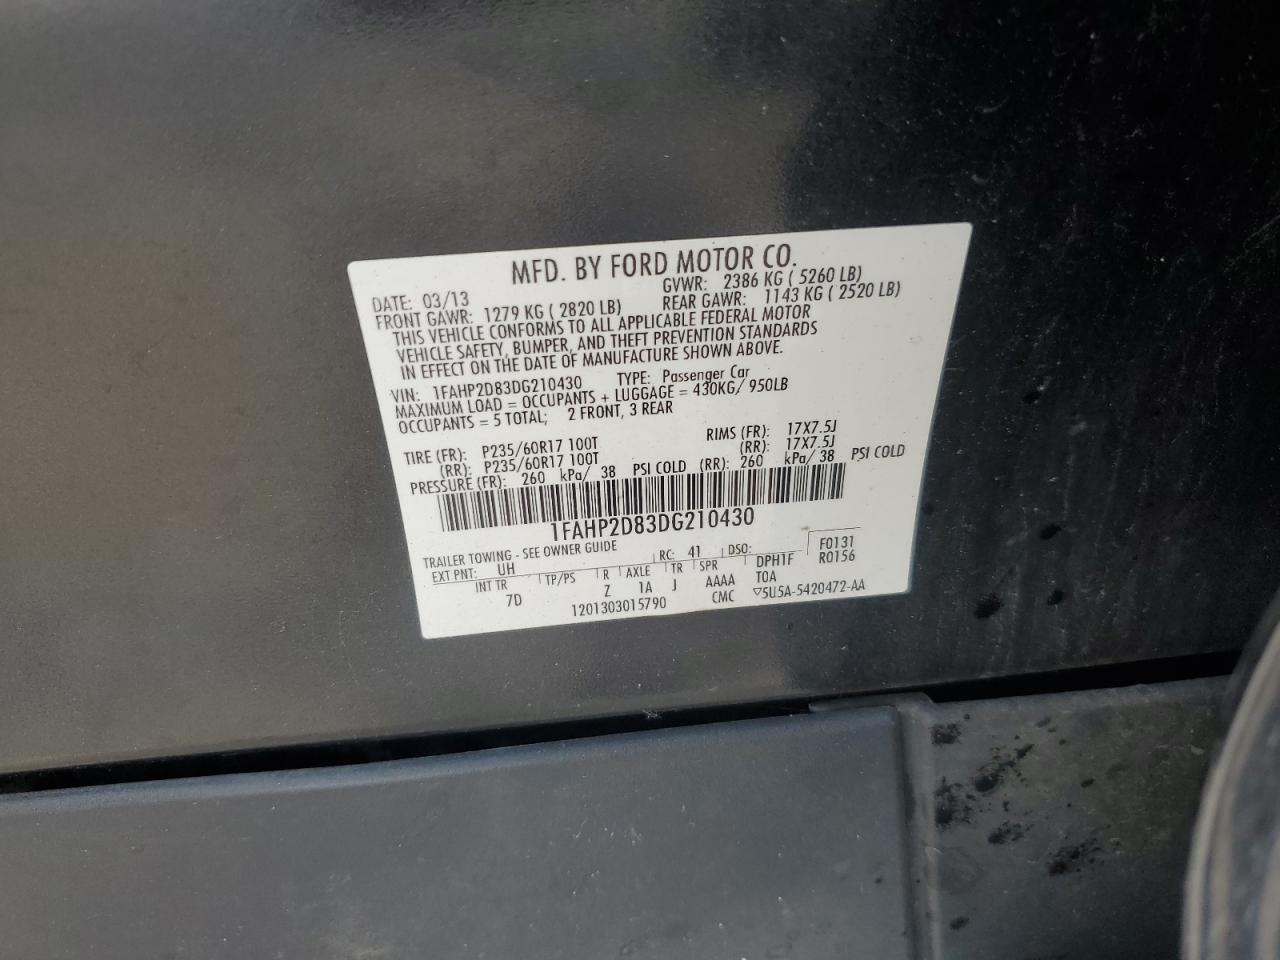 MFD. BY FORD MOTOR CO.
DATE: 03/13 GVWR: 2386 KG ( 5260 LB)
FRONT GAWR: 1279 KG ( 2820 LB) REAR GAWR: 1143 KG ( 2520 LB)
THIS VEHICLE CONFORMS TO ALL APPLICABLE FEDERAL MOTOR
VEHICLE SAFETY, BUMPER, AND THEFT PREVENTION STANDARDS
IN EFFECT ON THE DATE OF MANUFACTURE SHOWN ABOVE.
VIN: 1FAHP2D83DG210430 TYPE: Passenger Car
MAXIMUM LOAD = OCCUPANTS + LUGGAGE = 430KG/ 950LB
OCCUPANTS = 5 TOTAL; 2 FRONT, 3 REAR
TIRE (FR): P235/60R17 100T RIMS (FR): 17X7.5J
(RR): P235/60R17 100T (RR): 17X7.5J
PRESSURE (FR): 260 kPa/ 38 PSI COLD (RR): 260 kPa/ 38 PSI COLD
1FAHP2D83DG210430
TRAILER TOWING - SEE OWNER GUIDE
EXT PNT: UH RC: 41 DSO: F0131
INT TR TP/PS R AXLE TR SPR DPH1F R0156
7D Z 1A J AAAA TOA
1201303015790 CMC ▽5U5A-5420472-AA